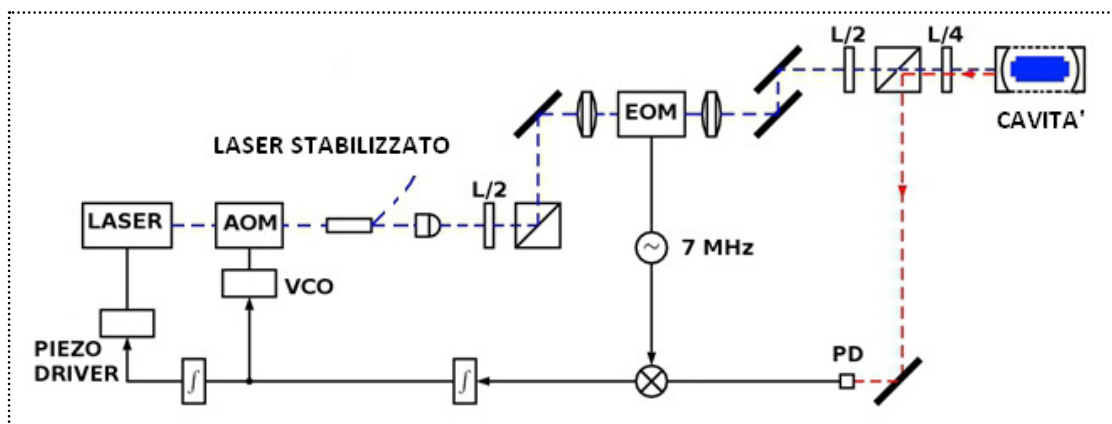 L/2
L/4
EOM
CAVITA'
LASER STABILIZZATO
L/2
LASER
AOM
7 MHz
VCO
PIEZO
DRIVER
∫
∫
PD